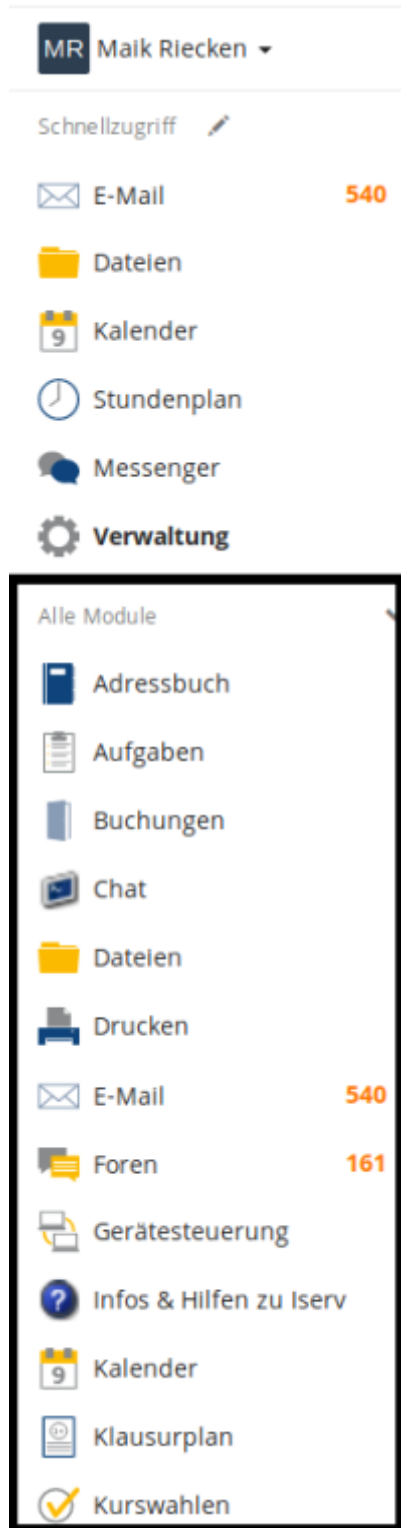 MR Maik Riecken
Schnellzugriff
E-Mail 540
Dateien
9 Kalender
Stundenplan
Messenger
Verwaltung
Alle Module
Adressbuch
Aufgaben
Buchungen
Chat
Dateien
Drucken
E-Mail 540
Foren 161
Gerätesteuerung
? Infos & Hilfen zu Iserv
9 Kalender
Klausurplan
Kurswahlen